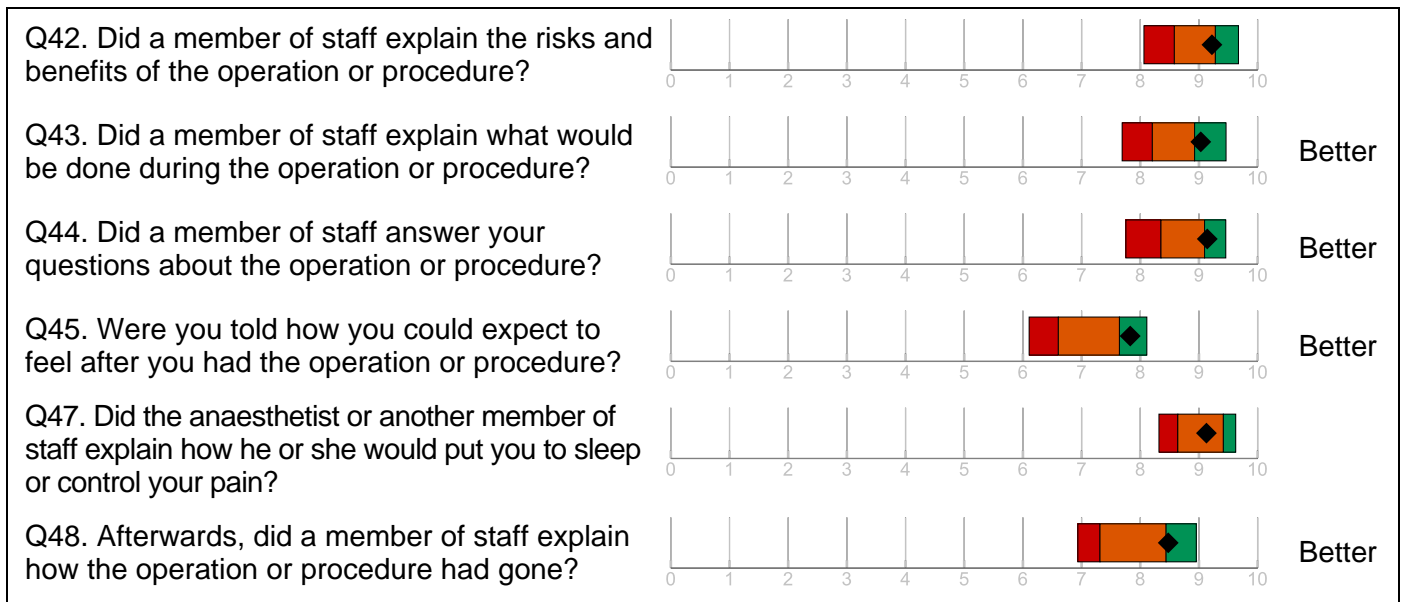 Q42. Did a member of staff explain the risks and
benefits of the operation or procedure?
0 1 2 3 4 5 6 7 8 9 10
Q43. Did a member of staff explain what would
be done during the operation or procedure?
Better
0 1 2 3 4 5 6 7 8 9 10
Q44. Did a member of staff answer your
questions about the operation or procedure?
Better
0 1 2 3 4 5 6 7 8 9 10
Q45. Were you told how you could expect to
feel after you had the operation or procedure?
Better
0 1 2 3 4 5 6 7 8 9 10
Q47. Did the anaesthetist or another member of
staff explain how he or she would put you to sleep
or control your pain?
0 1 2 3 4 5 6 7 8 9 10
Q48. Afterwards, did a member of staff explain
how the operation or procedure had gone?
Better
0 1 2 3 4 5 6 7 8 9 10